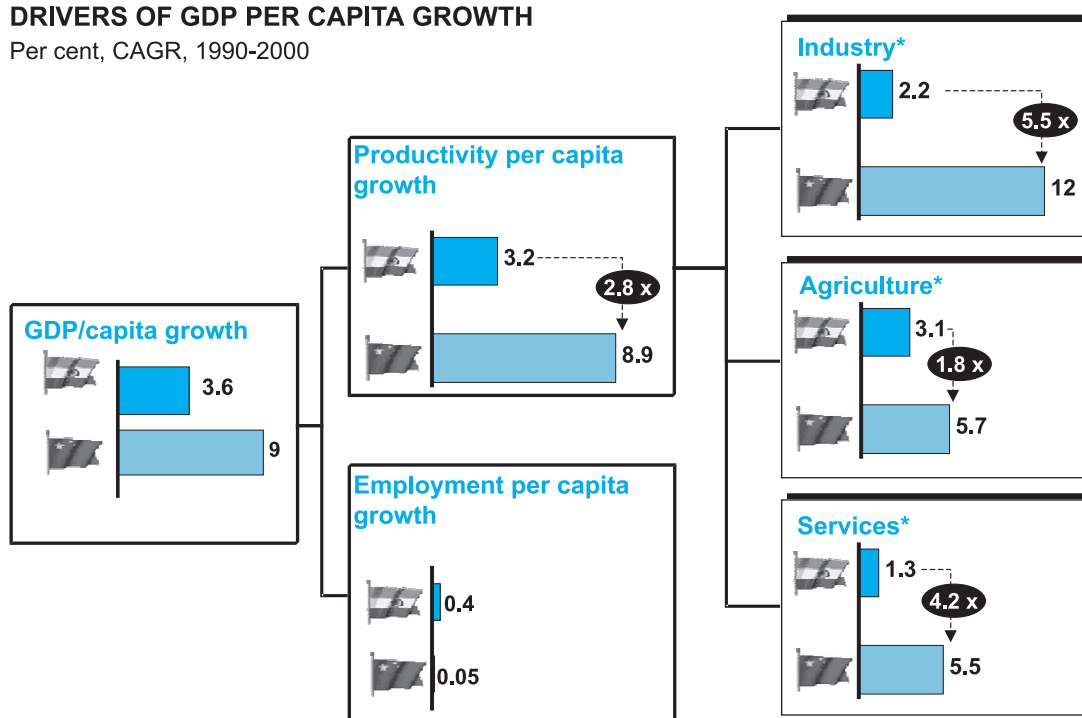 DRIVERS OF GDP PER CAPITA GROWTH
Per cent, CAGR, 1990-2000
GDP/capita growth
3.6
9
Productivity per capita
growth
3.2
2.8 x
8.9
Employment per capita
growth
0.4
0.05
Industry*
2.2
5.5 x
12
Agriculture*
3.1
1.8 x
5.7
Services*
1.3
4.2 x
5.5